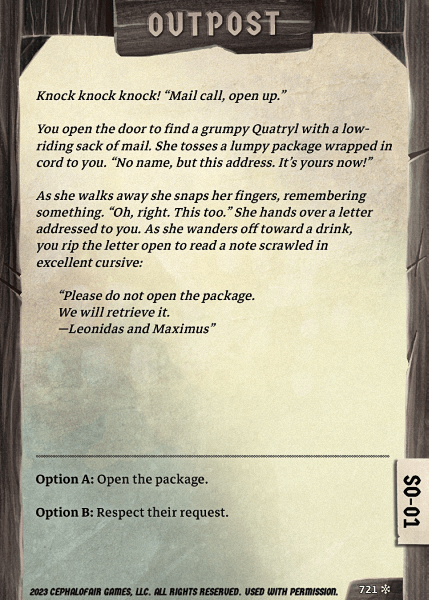 OUTPOST
Knock knock knock! “Mail call, open up.”
You open the door to find a grumpy Quatryl with a low-
riding sack of mail. She tosses a lumpy package wrapped in
cord to you. “No name, but this address. It’s yours now!”
As she walks away she snaps her fingers, remembering
something. “Oh, right. This too.” She hands over a letter
addressed to you. As she wanders off toward a drink,
you rip the letter open to read a note scrawled in
excellent cursive:
“Please do not open the package.
We will retrieve it.
—Leonidas and Maximus”
Option A: Open the package.
Option B: Respect their request.
SO-01
2023 CEPHALOFAIR GAMES, LLC. ALL RIGHTS RESERVED. USED WITH PERMISSION.
721